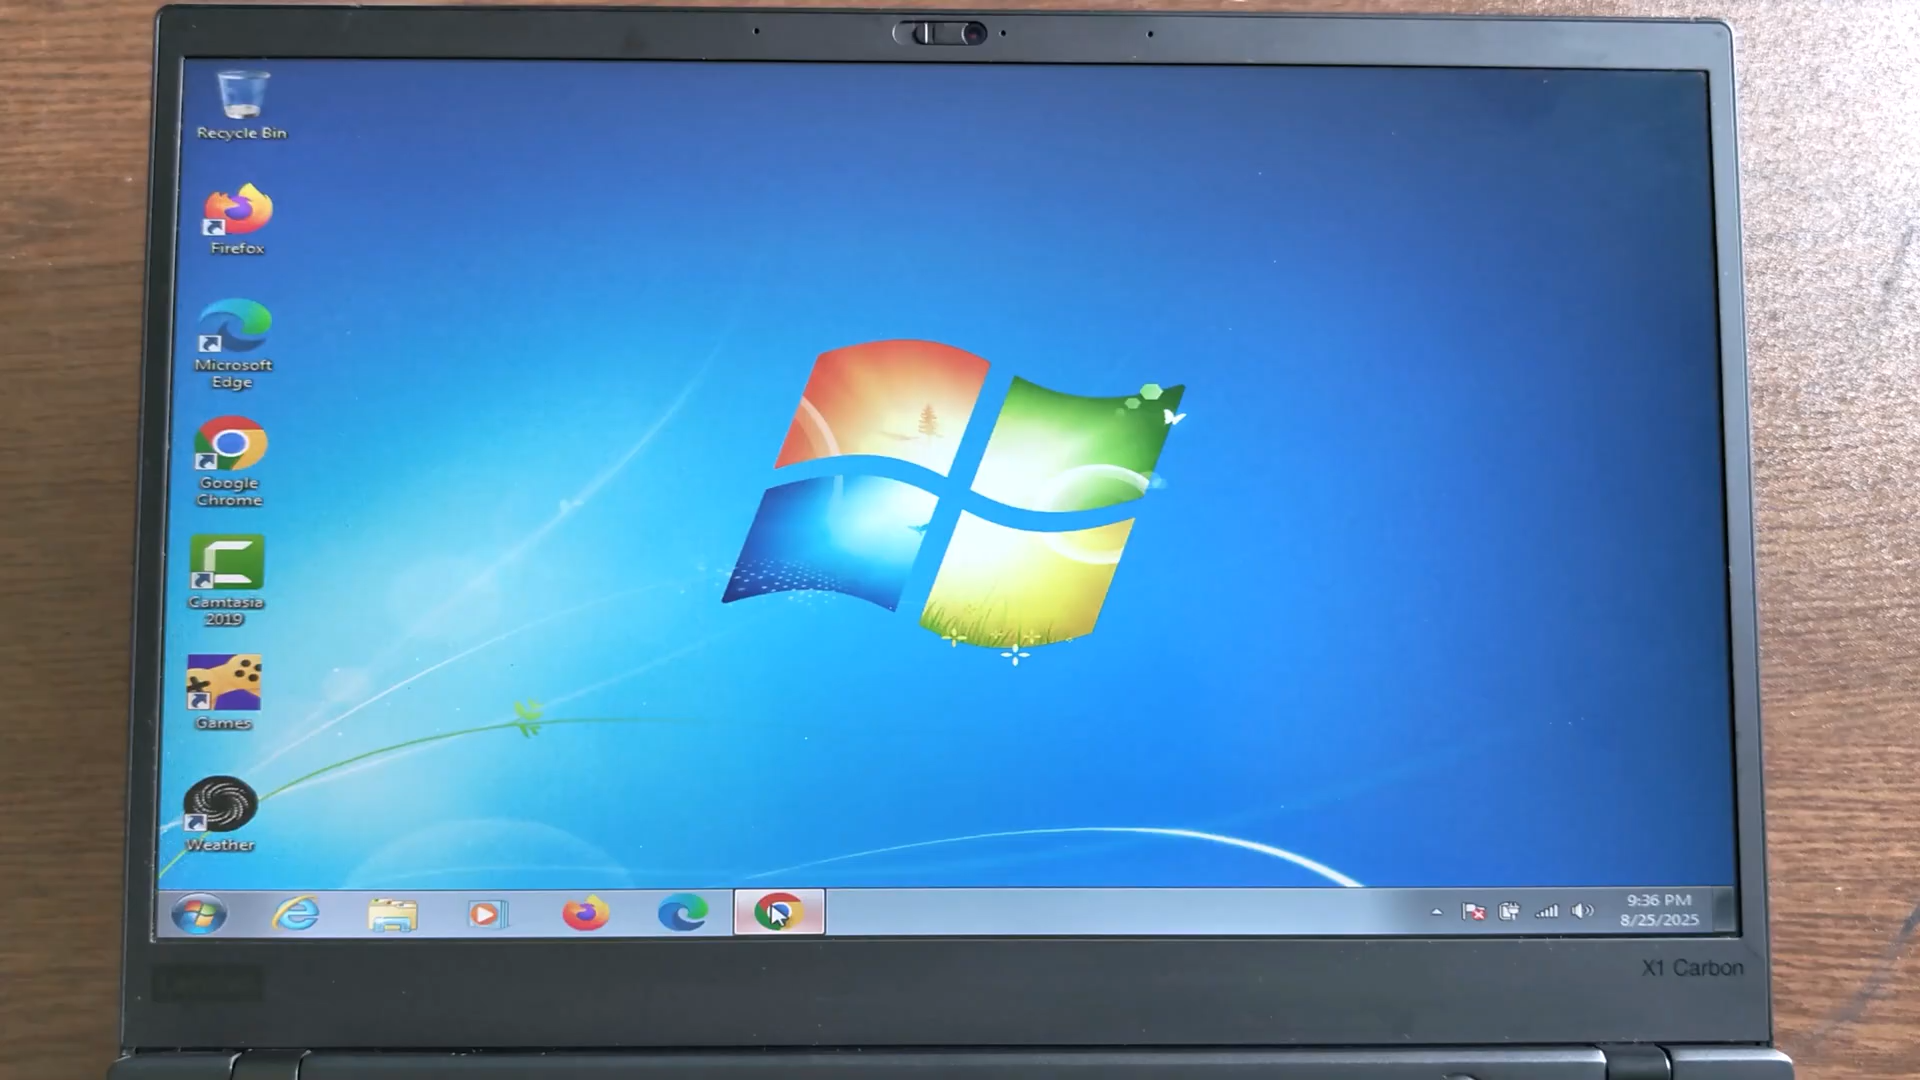 Recycle Bin
Firefox
Microsoft
Edge
Google
Chrome
Camtasia
2019
Games
Weather
9:36 PM
8/25/2025
X1 Carbon